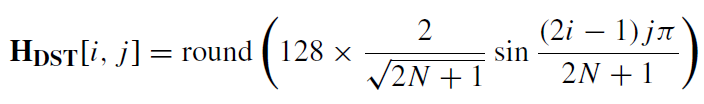 H_DST[i, j] = round ( 128 × 2 / √(2N + 1) sin (2i − 1)jπ / 2N + 1 )